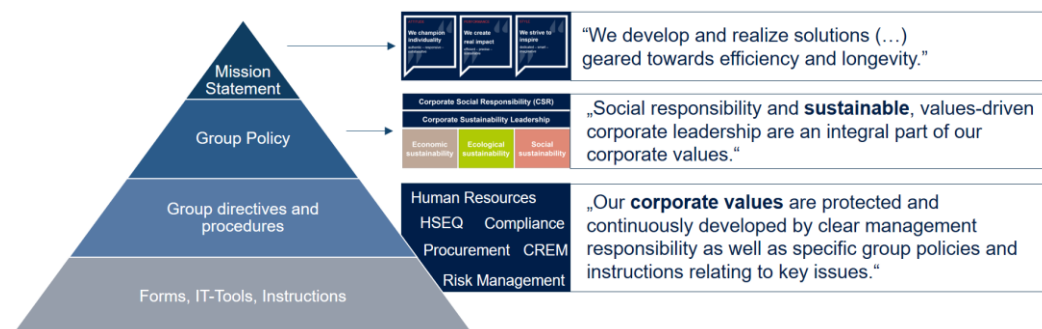 Mission
Statement
Group Policy
Group directives and
procedures
Forms, IT-Tools, Instructions
We champion
individuality
We create
real impact
We strive to
inspire
“We develop and realize solutions (…)
geared towards efficiency and longevity.”
Corporate Social Responsibility (CSR)
Corporate Sustainability Leadership
Economic
sustainability
Ecological
sustainability
Social
sustainability
„Social responsibility and sustainable, values-driven
corporate leadership are an integral part of our
corporate values.“
Human Resources
HSEQ Compliance
Procurement CREM
Risk Management
„Our corporate values are protected and
continuously developed by clear management
responsibility as well as specific group policies and
instructions relating to key issues.“